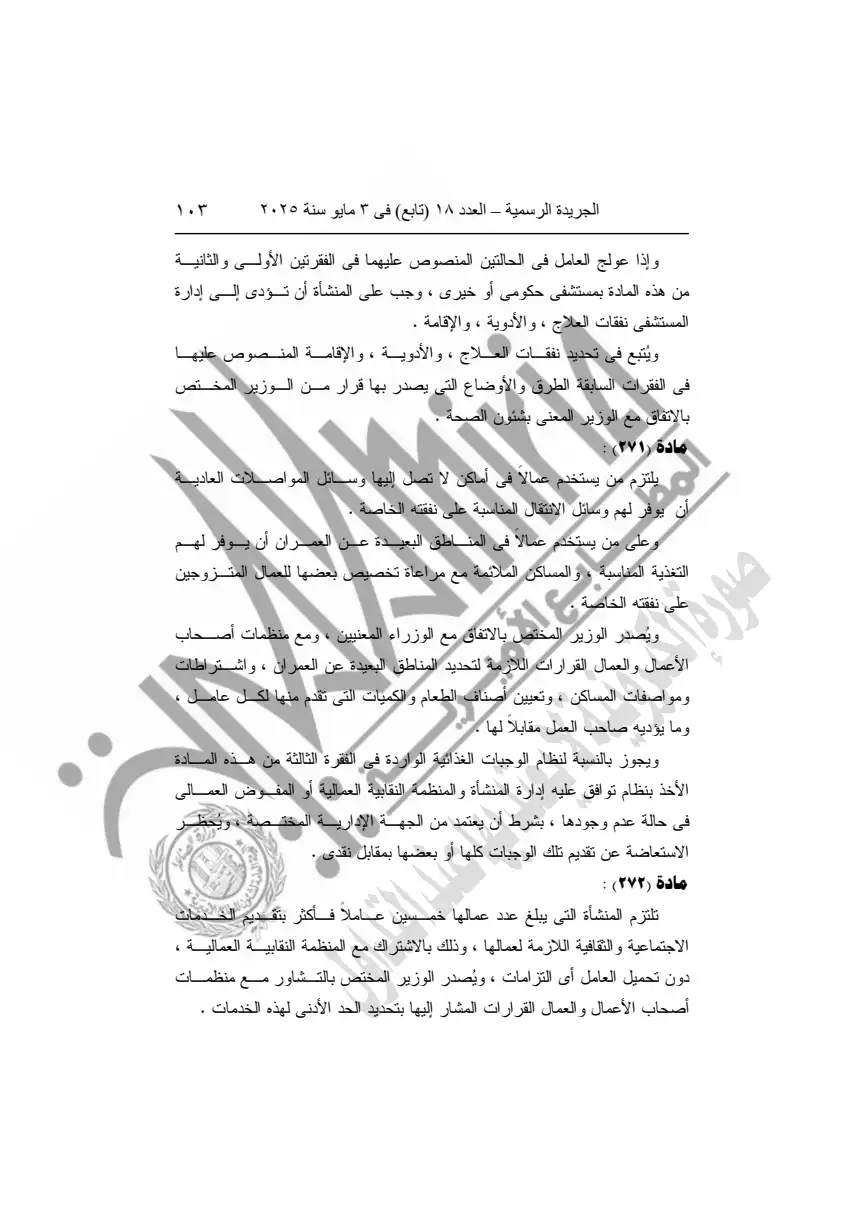 الجريدة الرسمية – العدد ١٨ (تابع) فى ٣ مايو سنة ٢٠٢٥ ١٠٣
وإذا عولج العامل فى الحالتين المنصوص عليهما فى الفقرتين الأولى والثانية
من هذه المادة بمستشفى حكومى أو خيرى ، وجب على المنشأة أن تؤدى إلى إدارة
المستشفى نفقات العلاج ، والأدوية ، والإقامة .
ويُتبع فى تحديد نفقات العلاج ، والأدوية ، والإقامة المنصوص عليها
فى الفقرات السابقة الطرق والأوضاع التى يصدر بها قرار من الوزير المختص
بالاتفاق مع الوزير المعنى بشئون الصحة .
مادة (٢٧١) :
يلتزم من يستخدم عمالاً فى أماكن لا تصل إليها وسائل المواصلات العادية
أن يوفر لهم وسائل الانتقال المناسبة على نفقته الخاصة .
وعلى من يستخدم عمالاً فى المناطق البعيدة عن العمران أن يوفر لهم
التغذية المناسبة ، والمساكن الملائمة مع مراعاة تخصيص بعضها للعمال المتزوجين
على نفقته الخاصة .
ويُصدر الوزير المختص بالاتفاق مع الوزراء المعنيين ، ومع منظمات أصحاب
الأعمال والعمال القرارات اللازمة لتحديد المناطق البعيدة عن العمران ، واشتراطات
ومواصفات المساكن ، وتعيين أصناف الطعام والكميات التى تقدم منها لكل عامل ،
وما يؤديه صاحب العمل مقابلاً لها .
ويجوز بالنسبة لنظام الوجبات الغذائية الواردة فى الفقرة الثالثة من هذه المادة
الأخذ بنظام توافق عليه إدارة المنشأة والمنظمة النقابية العمالية أو المفوض العمالى
فى حالة عدم وجودها ، بشرط أن يعتمد من الجهة الإدارية المختصة ، ويُحظر
الاستعاضة عن تقديم تلك الوجبات كلها أو بعضها بمقابل نقدى .
مادة (٢٧٢) :
تلتزم المنشأة التى يبلغ عدد عمالها خمسين عاملاً فأكثر بتقديم الخدمات
الاجتماعية والثقافية اللازمة لعمالها ، وذلك بالاشتراك مع المنظمة النقابية العمالية ،
دون تحميل العامل أى التزامات ، ويُصدر الوزير المختص بالتشاور مع منظمات
أصحاب الأعمال والعمال القرارات المشار إليها بتحديد الحد الأدنى لهذه الخدمات .